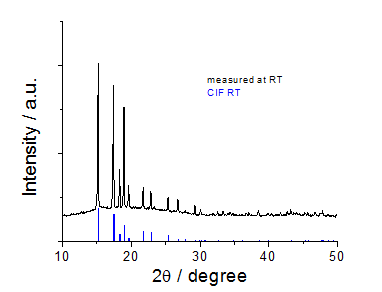 Intensity / a.u.
measured at RT
CIF RT
10 20 30 40 50
2θ / degree